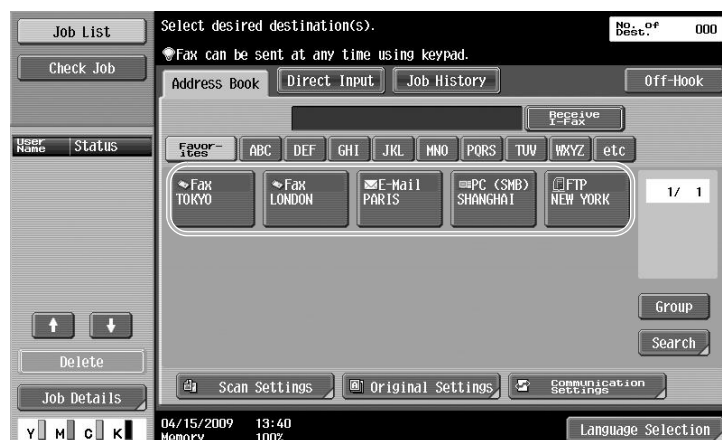 Job List
Check Job
User Name Status
Delete
Job Details
Y M C K
Select desired destination(s).
No. of Dest. 000
Fax can be sent at any time using keypad.
Address Book Direct Input Job History Off-Hook
Receive I-Fax
Favor-ites ABC DEF GHI JKL MNO PQRS TUV WXYZ etc
Fax TOKYO
Fax LONDON
E-Mail PARIS
PC (SMB) SHANGHAI
FTP NEW YORK
1/ 1
Group
Search
Scan Settings Original Settings Communication Settings
04/15/2009 13:40
Memory 100%
Language Selection